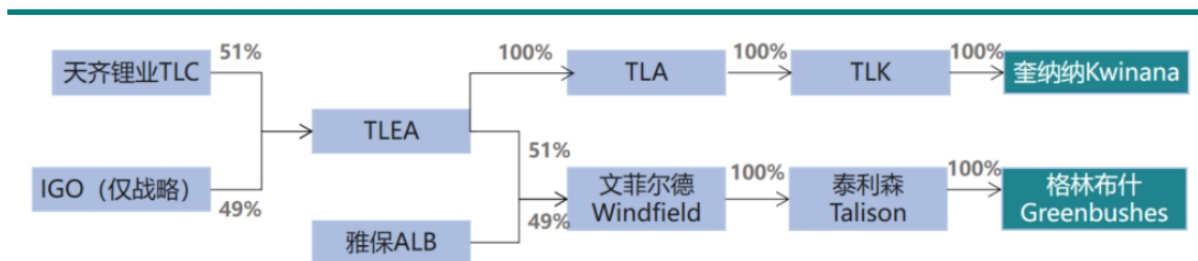 51%
100%
100%
100%
天齐锂业TLC
TLA
TLK
奎纳纳Kwinana
TLEA
51%
IGO（仅战略）
49%
文菲尔德
Windfield
100%
泰利森
Talison
100%
格林布什
Greenbushes
49%
雅保ALB